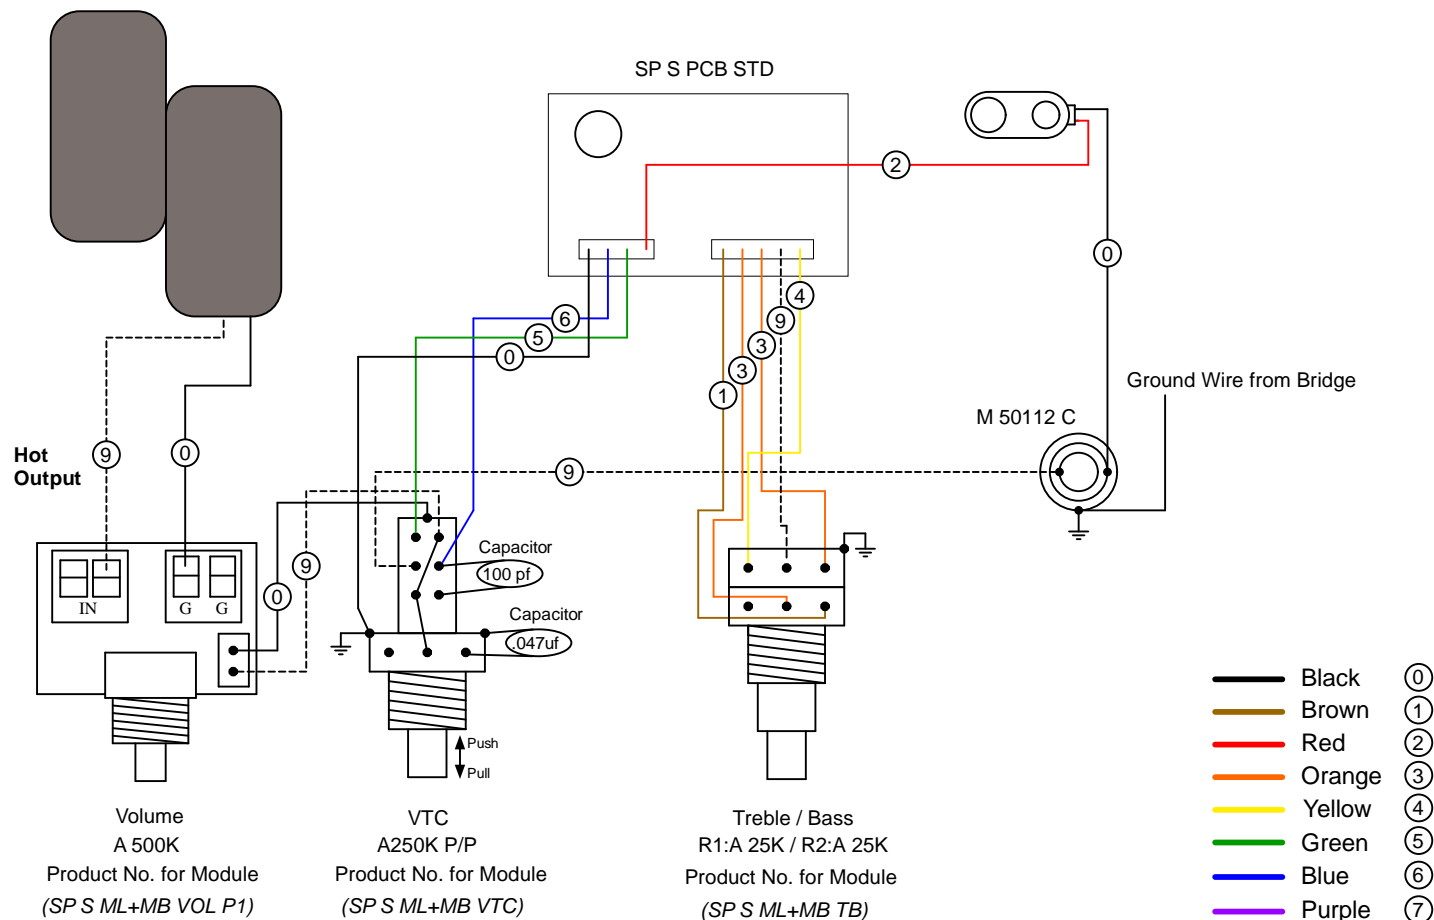 SP S PCB STD
2
0
6
5
0
4
9
3
3
1
Ground Wire from Bridge
M 50112 C
Hot
Output
9
0
9
9
0
Capacitor
100 pf
Capacitor
.047uf
IN
G G
Push
Pull
Volume
A 500K
Product No. for Module
(SP S ML+MB VOL P1)
VTC
A250K P/P
Product No. for Module
(SP S ML+MB VTC)
Treble / Bass
R1:A 25K / R2:A 25K
Product No. for Module
(SP S ML+MB TB)
Black 0
Brown 1
Red 2
Orange 3
Yellow 4
Green 5
Blue 6
Purple 7